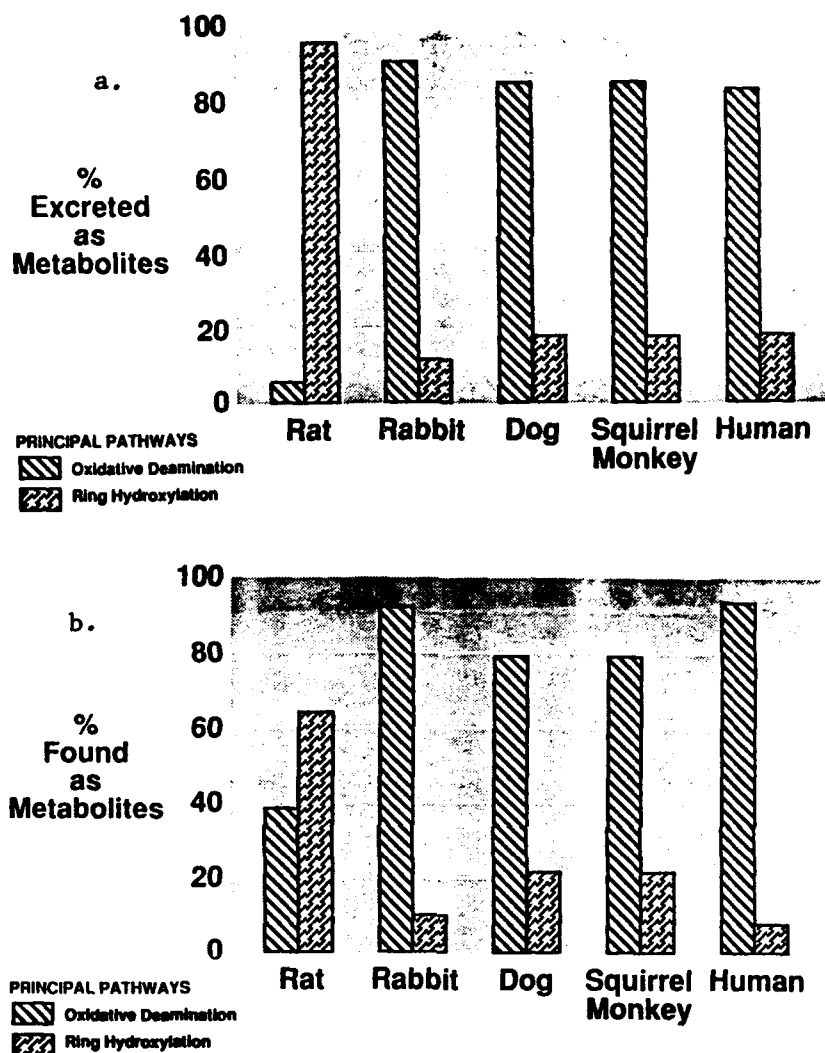 100
a.
80
%
Excreted
as
Metabolites
60
40
20
0
Rat Rabbit Dog Squirrel Monkey Human
PRINCIPAL PATHWAYS
Oxidative Deamination
Ring Hydroxylation
100
b.
80
%
Found
as
Metabolites
60
40
20
0
Rat Rabbit Dog Squirrel Monkey Human
PRINCIPAL PATHWAYS
Oxidative Deamination
Ring Hydroxylation